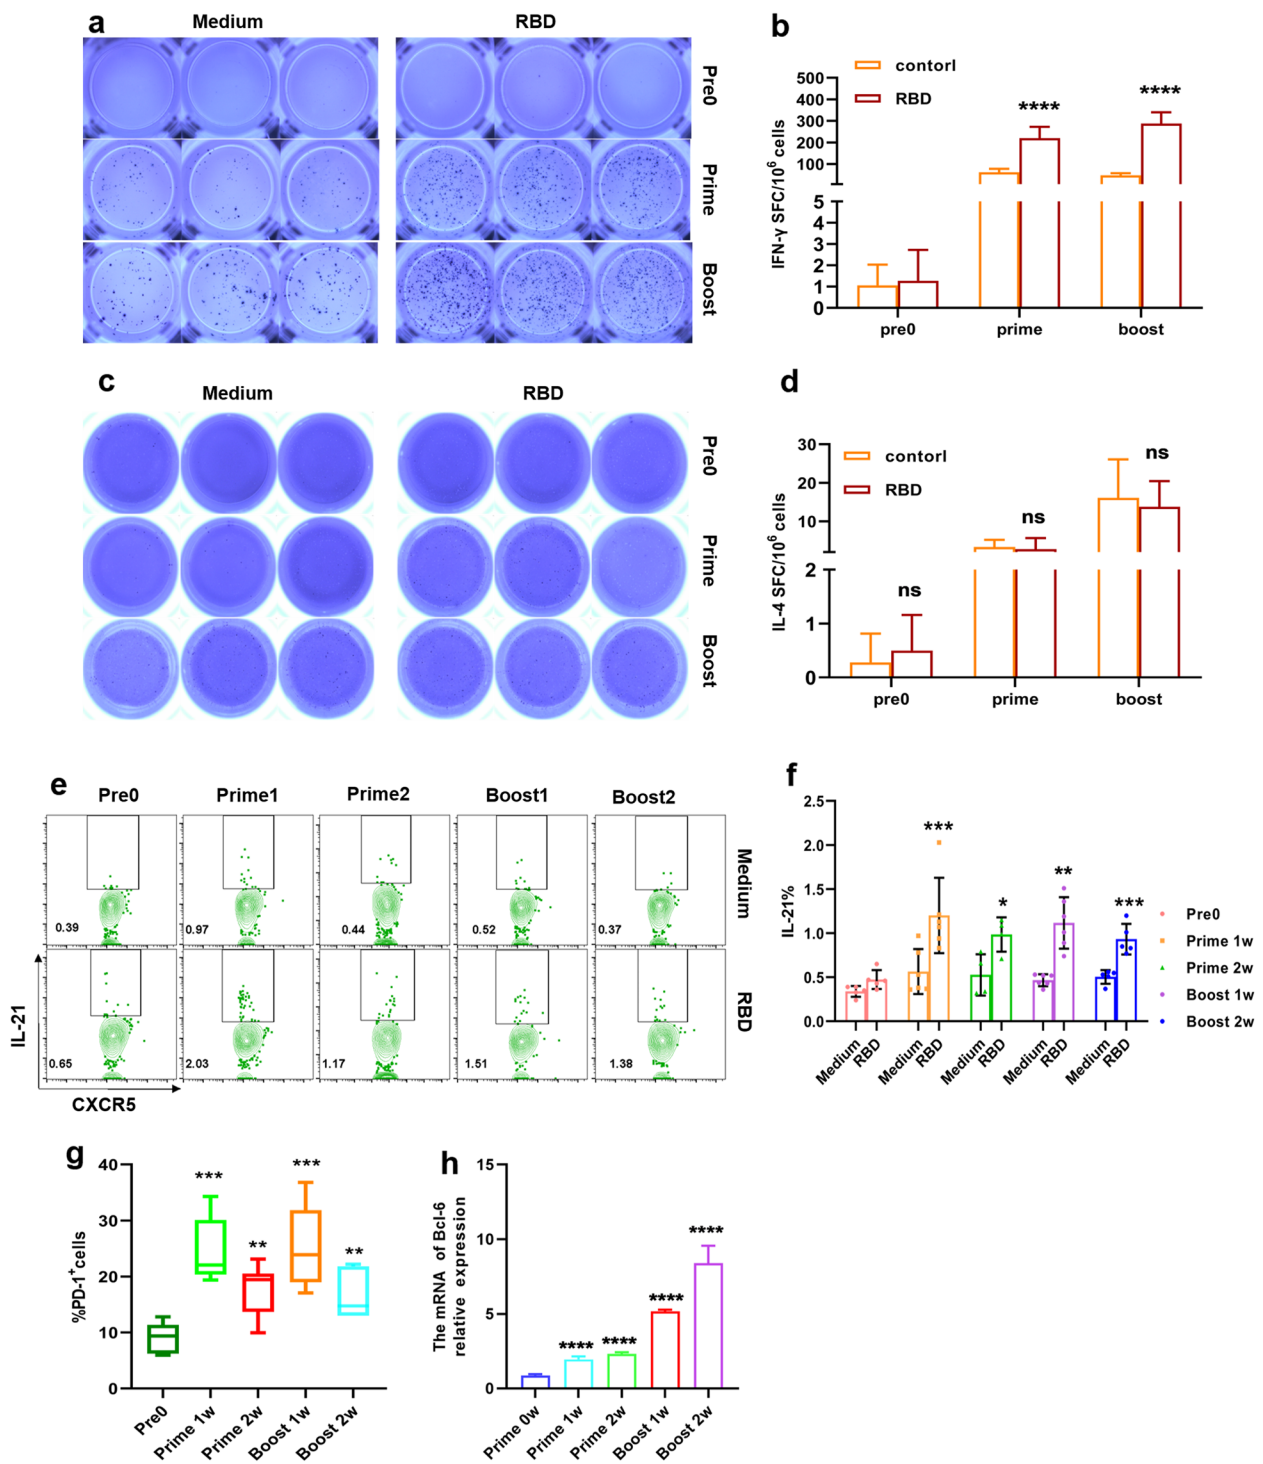 a
Medium
RBD
Pre0
Prime
Boost
b
contorl
RBD
IFN-γ SFC/10⁶ cells
500
400
300
200
100
5
4
3
2
1
0
****
****
pre0
prime
boost
c
Medium
RBD
Pre0
Prime
Boost
d
contorl
RBD
IL-4 SFC/10⁶ cells
30
20
10
2
1
0
ns
ns
ns
pre0
prime
boost
e
Pre0
Prime1
Prime2
Boost1
Boost2
0.39
0.97
0.44
0.52
0.37
Medium
0.65
2.03
1.17
1.51
1.38
RBD
IL-21
CXCR5
f
IL-21%
2.5
2.0
1.5
1.0
0.5
0.0
***
*
**
***
Medium
RBD
Medium
RBD
Medium
RBD
Medium
RBD
Medium
RBD
Pre0
Prime 1w
Prime 2w
Boost 1w
Boost 2w
g
%PD-1⁺cells
40
30
20
10
0
***
**
***
**
Pre0
Prime 1w
Prime 2w
Boost 1w
Boost 2w
h
The mRNA of Bcl-6
relative expression
15
10
5
0
****
****
****
****
Prime 0w
Prime 1w
Prime 2w
Boost 1w
Boost 2w